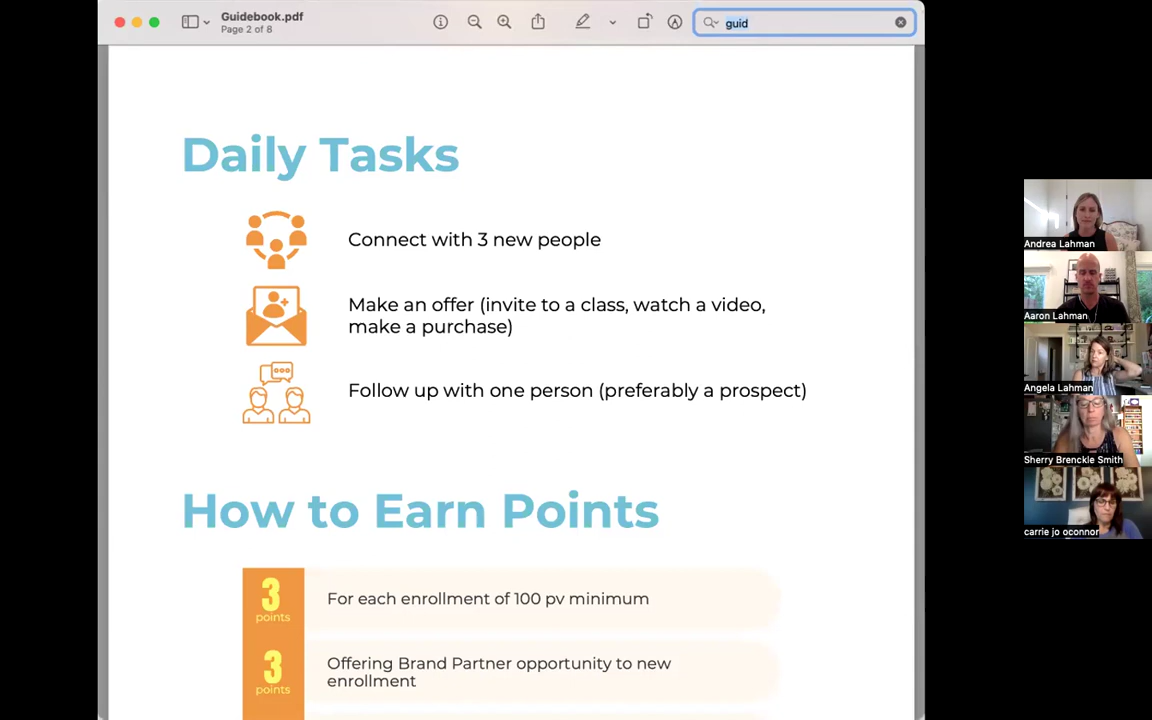 Guidebook.pdf
Page 2 of 8
guid
Daily Tasks
Connect with 3 new people
Make an offer (invite to a class, watch a video,
make a purchase)
Follow up with one person (preferably a prospect)
How to Earn Points
3
points
For each enrollment of 100 pv minimum
3
points
Offering Brand Partner opportunity to new
enrollment
Andrea Lahman
Aaron Lahman
Angela Lahman
Sherry Brenckle Smith
carrie jo oconnor